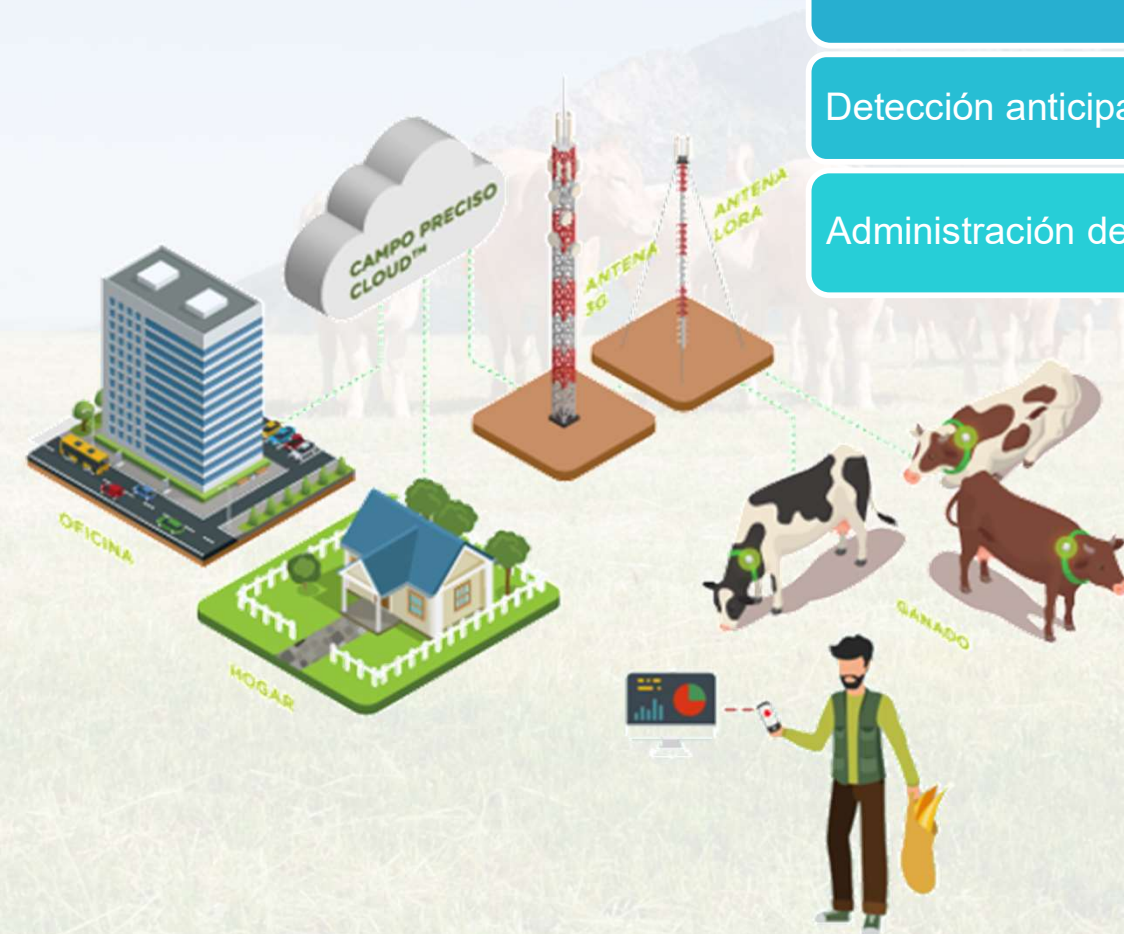 Detección anticipa
Administración de
CAMPO PRECISO
CLOUD™
ANTENA
3G
ANTENA
LORA
OFICINA
HOGAR
GANADO